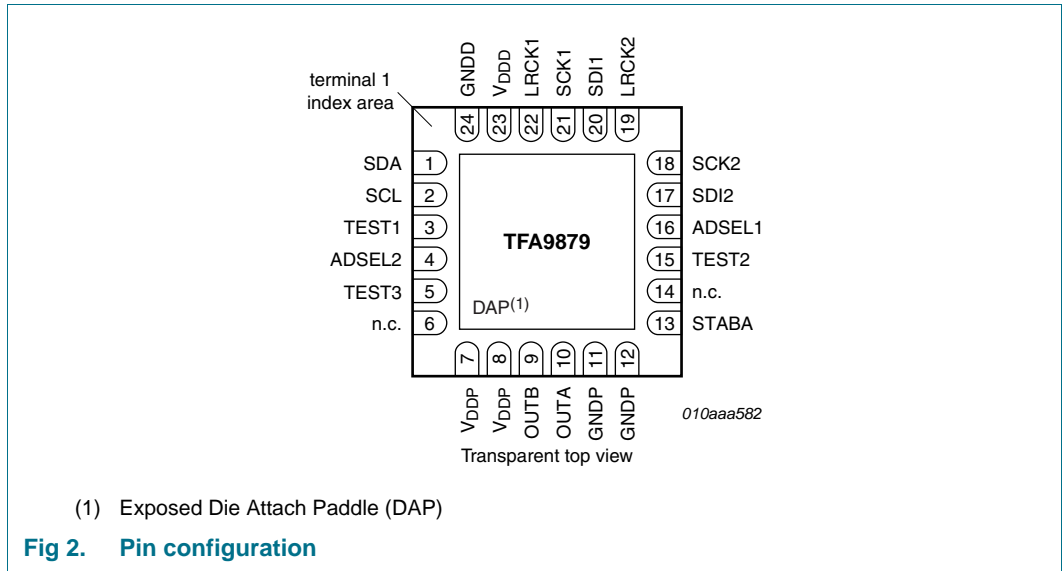 GNDD
VDDD
LRCK1
SCK1
SDI1
LRCK2
terminal 1
index area
24
23
22
21
20
19
SDA 1
18 SCK2
SCL 2
17 SDI2
TEST1 3
16 ADSEL1
TFA9879
ADSEL2 4
15 TEST2
TEST3 5
14 n.c.
DAP(1)
n.c. 6
13 STABA
7
8
9
10
11
12
VDDP
VDDP
OUTB
OUTA
GNDP
GNDP
010aaa582
Transparent top view
(1) Exposed Die Attach Paddle (DAP)
Fig 2. Pin configuration